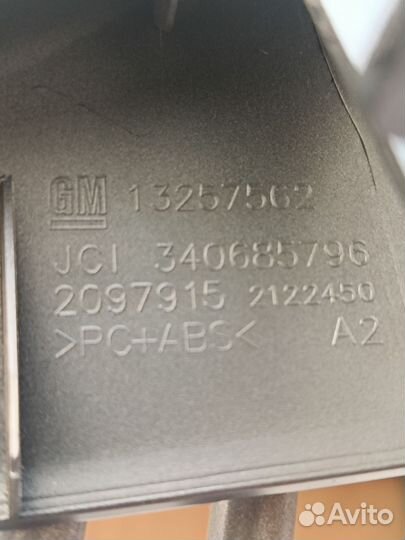 GM 13257562
JCI 340685796
2097915 2122450
>PC+ABS< A2
Avito